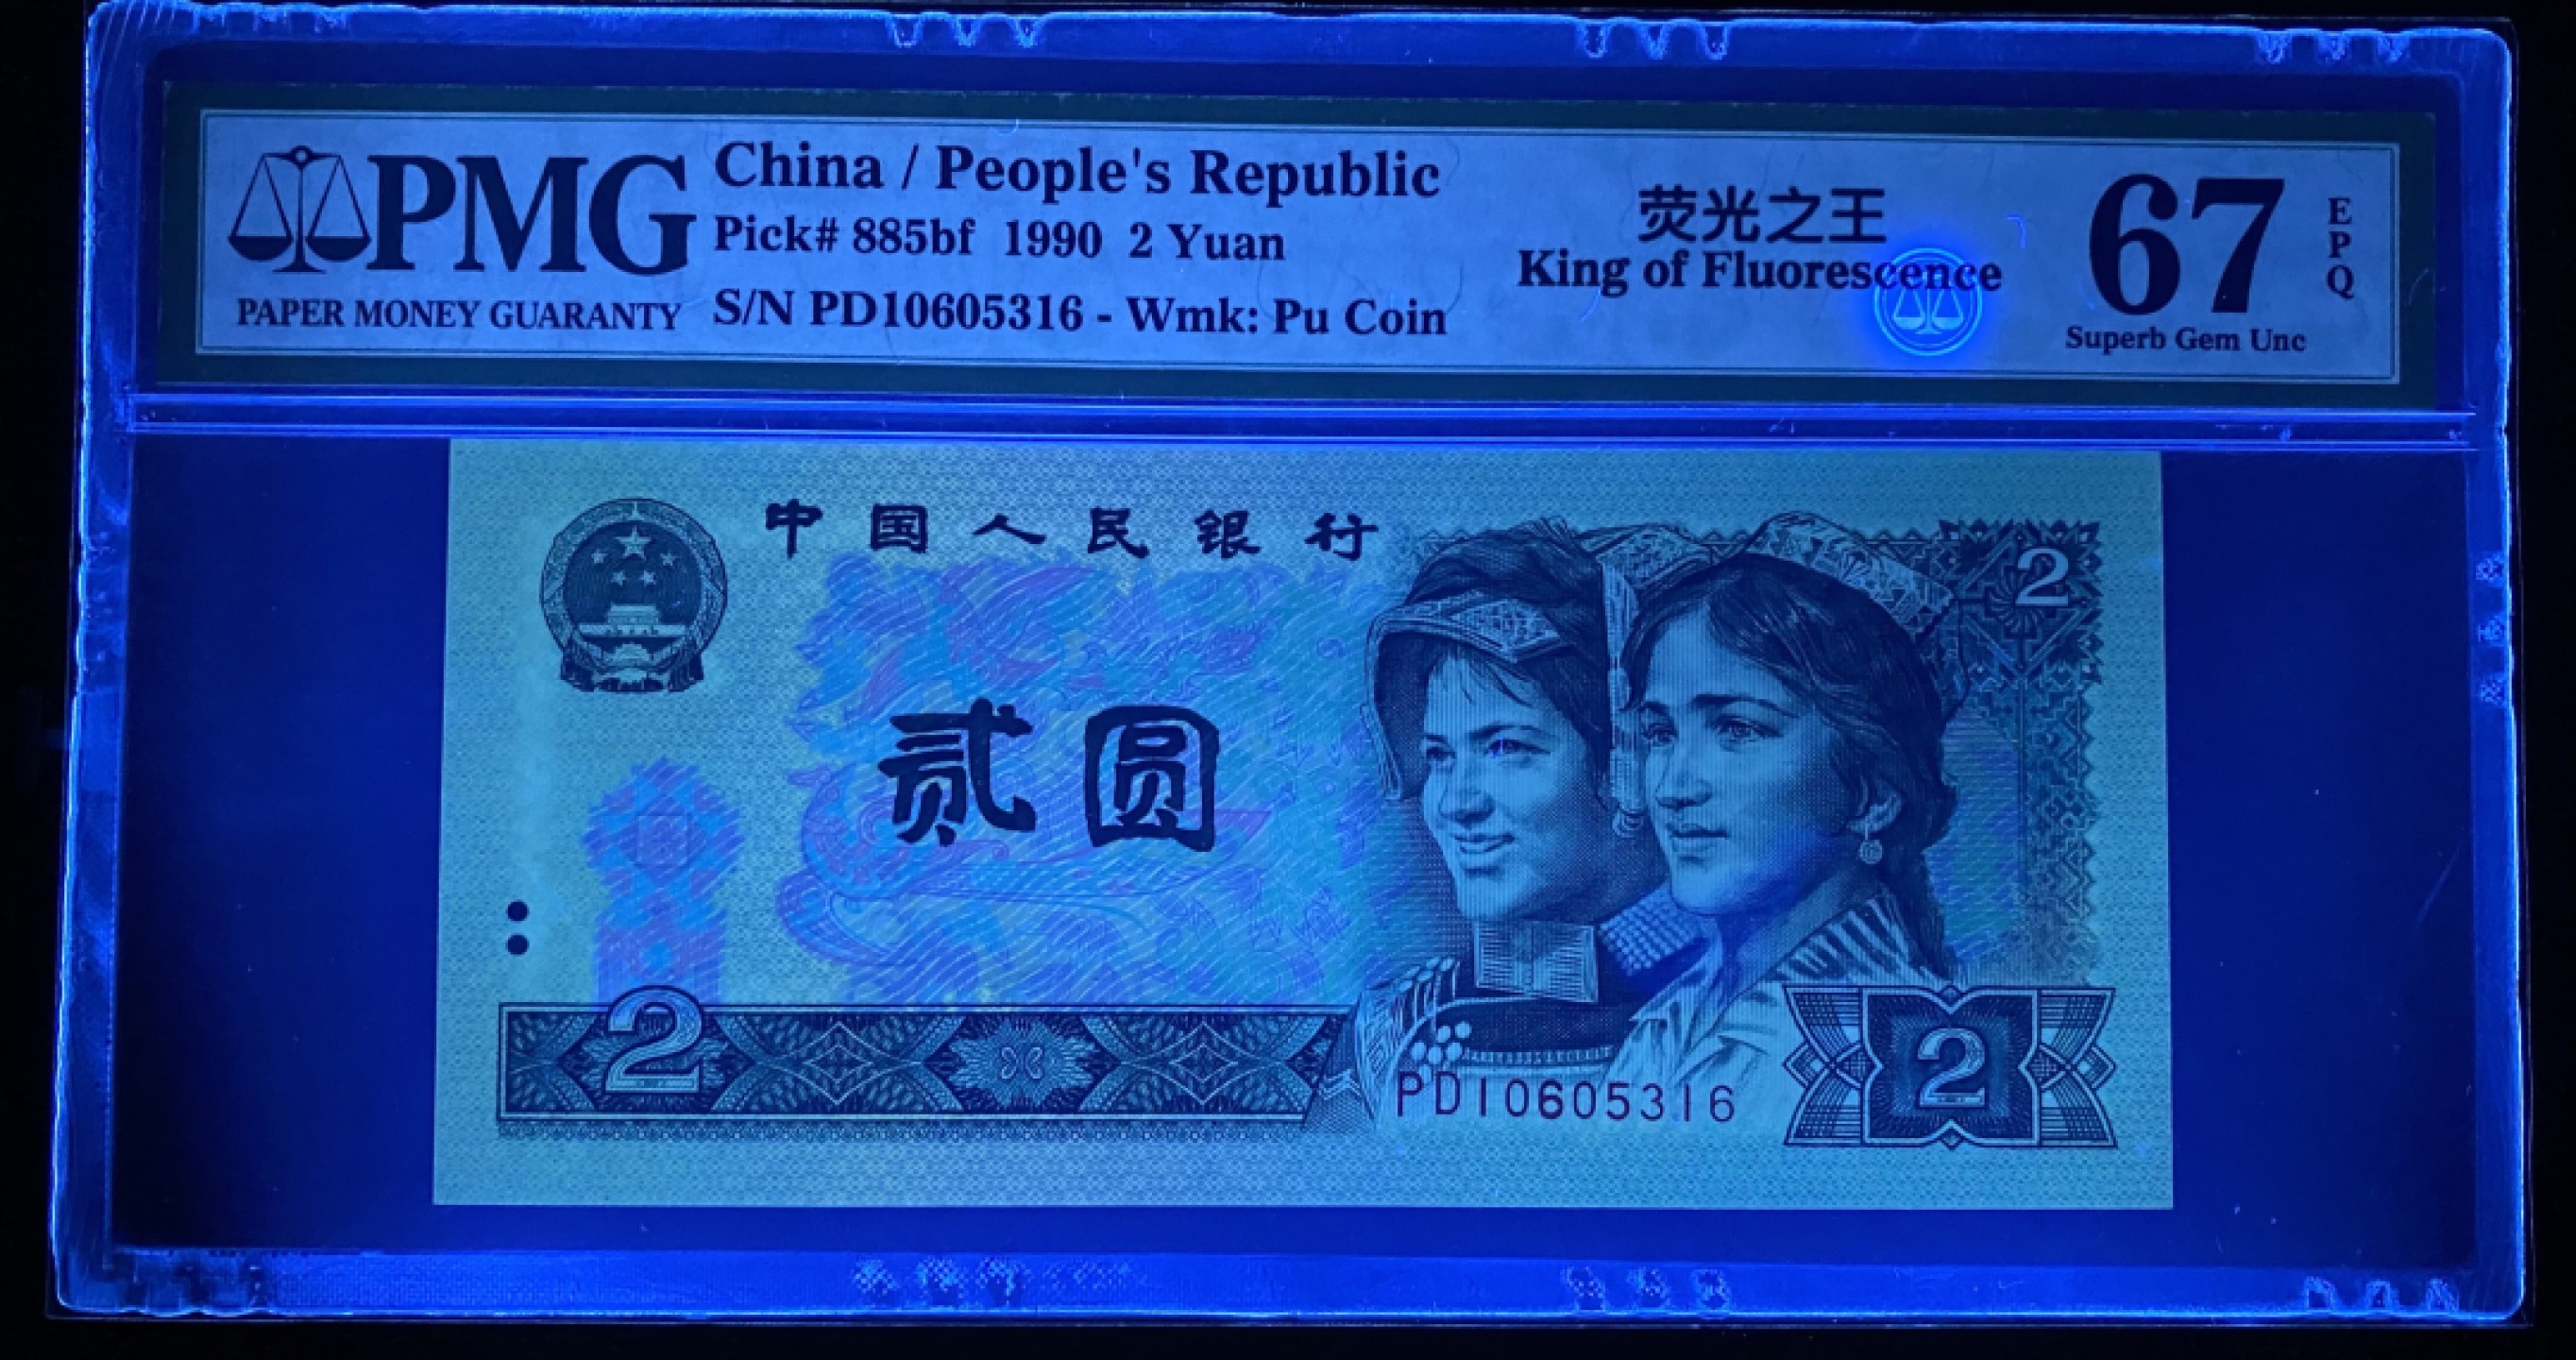 PMG
PAPER MONEY GUARANTY
China / People's Republic
Pick# 885bf 1990 2 Yuan
S/N PD10605316 - Wmk: Pu Coin
荧光之王
King of Fluorescence
67
EPQ
Superb Gem Unc
中国人民银行
2
贰圆
2
PD10605316
2